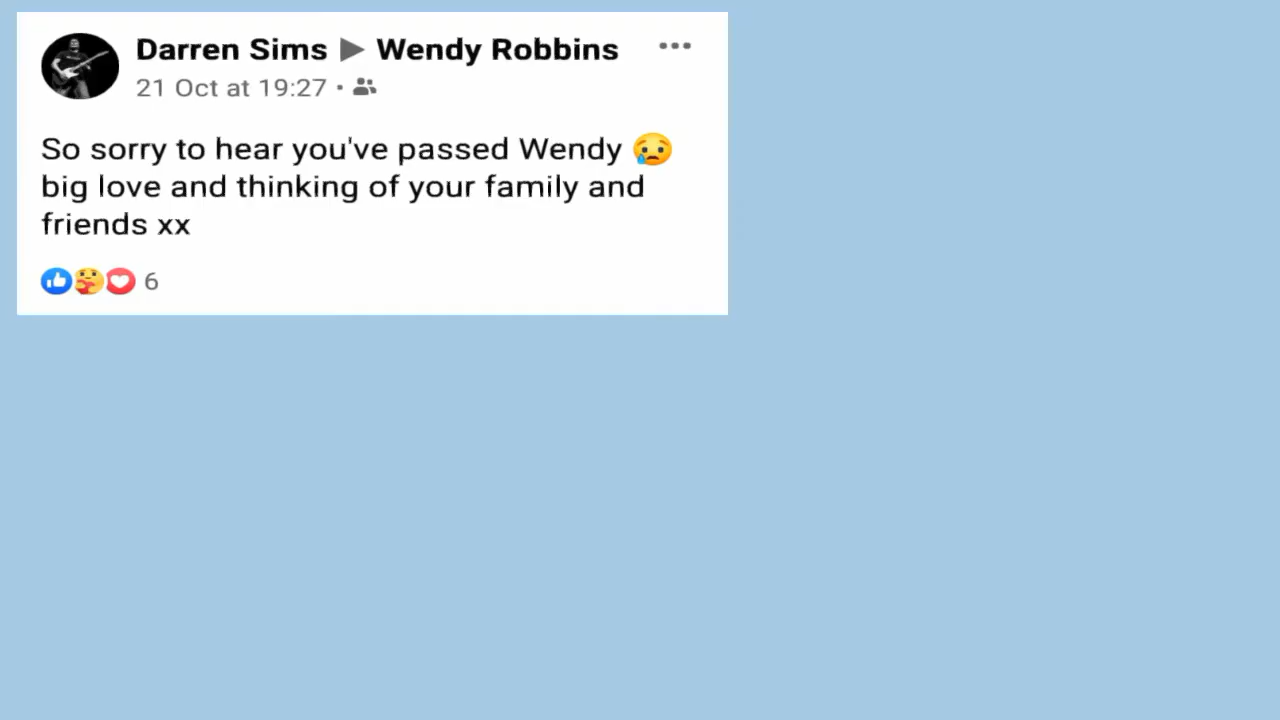 Darren Sims ▶ Wendy Robbins
21 Oct at 19:27 •
So sorry to hear you've passed Wendy 😢
big love and thinking of your family and
friends xx
6